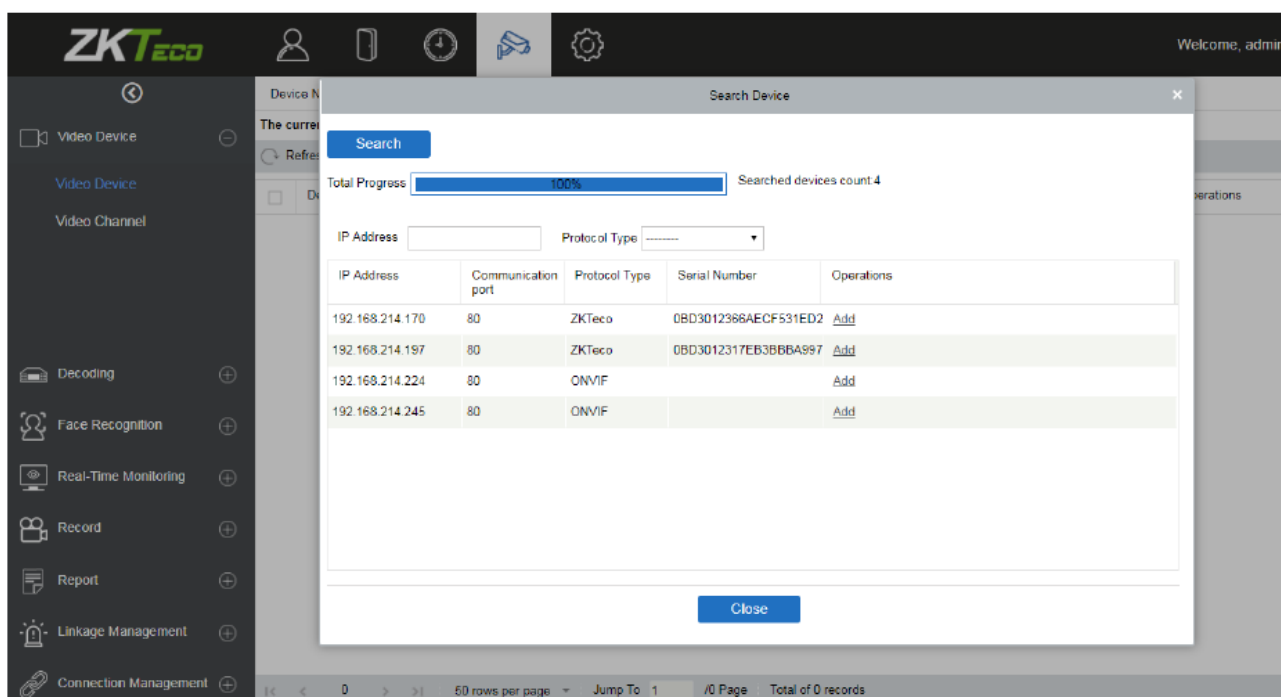 ZKTeco
Welcome, admin
Device N
Search Device
×
Video Device
The curre
Search
Refre
Total Progress 100% Searched devices count:4
Video Device
De
perations
Video Channel
IP Address Protocol Type --------
IP Address Communication port Protocol Type Serial Number Operations
192.168.214.170 80 ZKTeco 0BD3012366AECF531ED2 Add
192.168.214.197 80 ZKTeco 0BD3012317EB3BBBA997 Add
192.168.214.224 80 ONVIF Add
192.168.214.245 80 ONVIF Add
Decoding
Face Recognition
Real-Time Monitoring
Record
Report
Close
Linkage Management
Connection Management
0 50 rows per page Jump To 1 /0 Page Total of 0 records